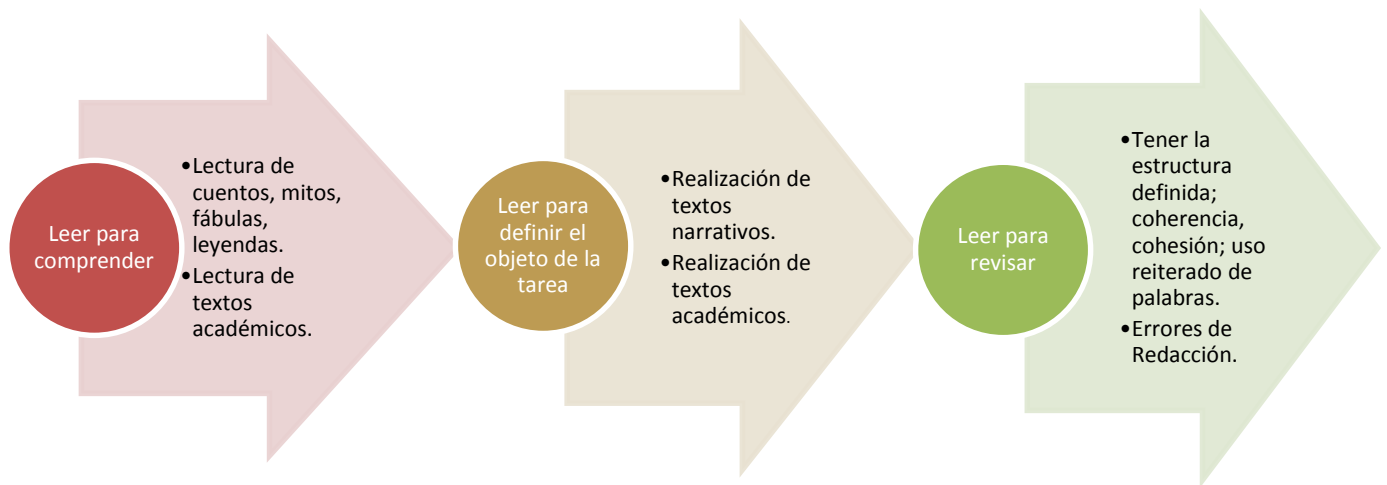 Leer para
comprender
•Lectura de
cuentos, mitos,
fábulas,
leyendas.
•Lectura de
textos
académicos.
Leer para
definir el
objeto de la
tarea
•Realización de
textos
narrativos.
•Realización de
textos
académicos.
Leer para
revisar
•Tener la
estructura
definida;
coherencia,
cohesión; uso
reiterado de
palabras.
•Errores de
Redacción.